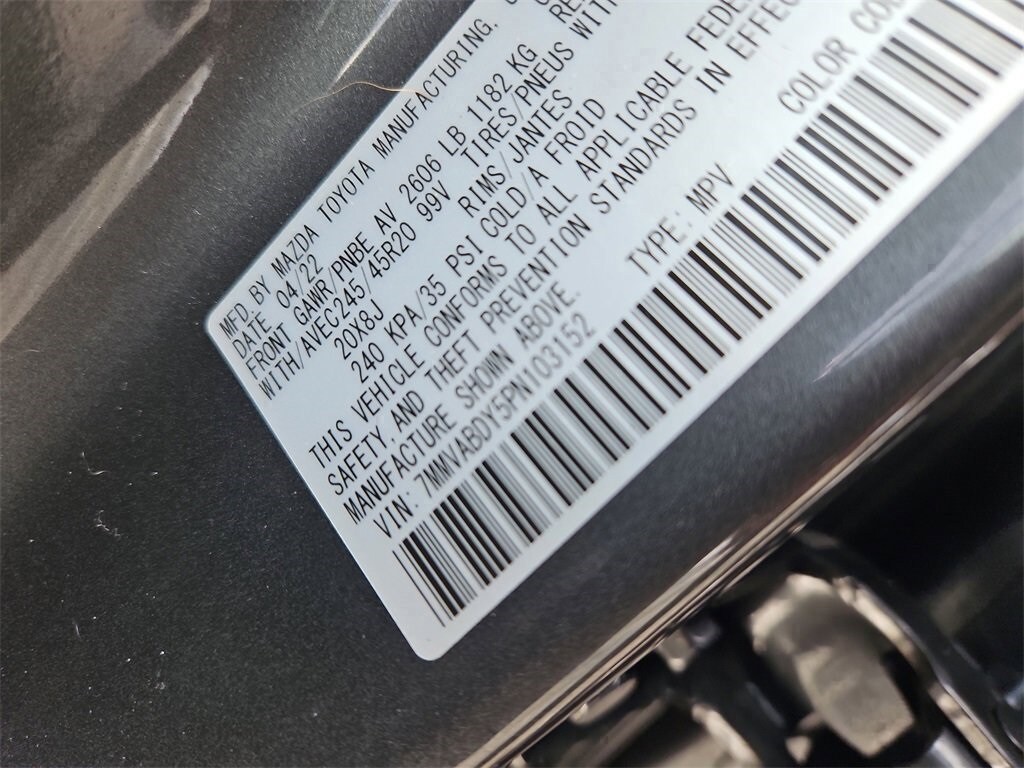 MFD. BY MAZDA TOYOTA MANUFACTURING,
DATE 04/22
FRONT GAWR/PNBE AV 2606 LB 1182 KG
WITH/AVEC245/45R20 99V TIRES/PNEUS WITH
20X8J RIMS/JANTES
240 KPA/35 PSI COLD/A FROID
THIS VEHICLE CONFORMS TO ALL APPLICABLE
SAFETY, AND THEFT PREVENTION STANDARDS IN
MANUFACTURE SHOWN ABOVE.
VIN: 7MMVABDY5PN103152 TYPE: MPV COLOR